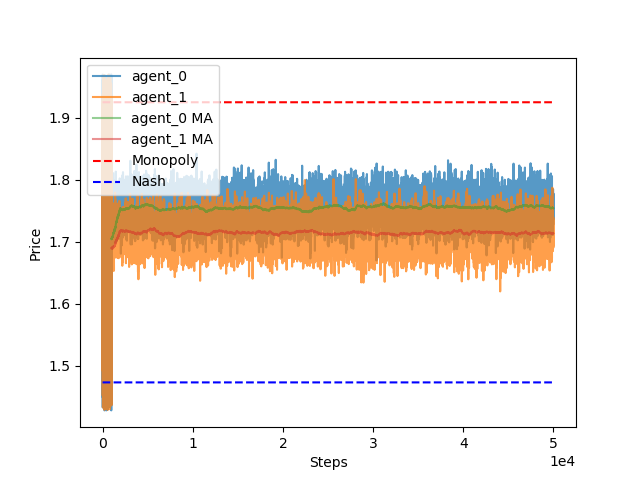 agent_0
agent_1
agent_0 MA
agent_1 MA
Monopoly
Nash
1.9
1.8
1.7
1.6
1.5
Price
0 1 2 3 4 5
1e4
Steps